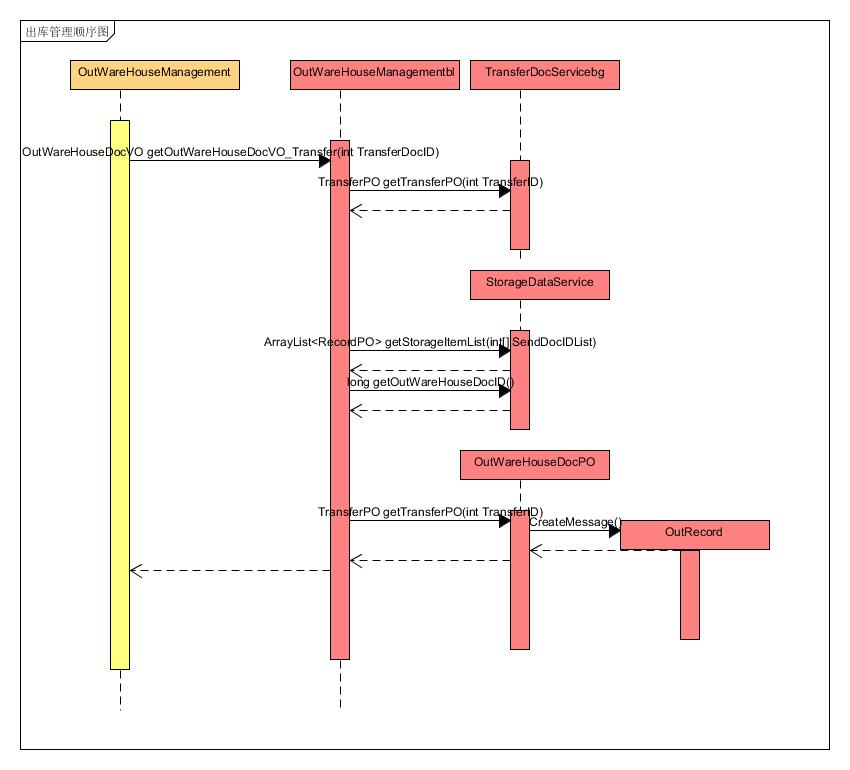 出库管理顺序图
OutWareHouseManagement
OutWareHouseManagementbl
TransferDocServicebg
OutWareHouseDocVO getOutWareHouseDocVO_Transfer(int TransferDocID)
TransferPO getTransferPO(int TransferID)
StorageDataService
ArrayList<RecordPO> getStorageItemList(int[] SendDocIDList)
long getOutWareHouseDocID()
OutWareHouseDocPO
TransferPO getTransferPO(int TransferID)
CreateMessage()
OutRecord